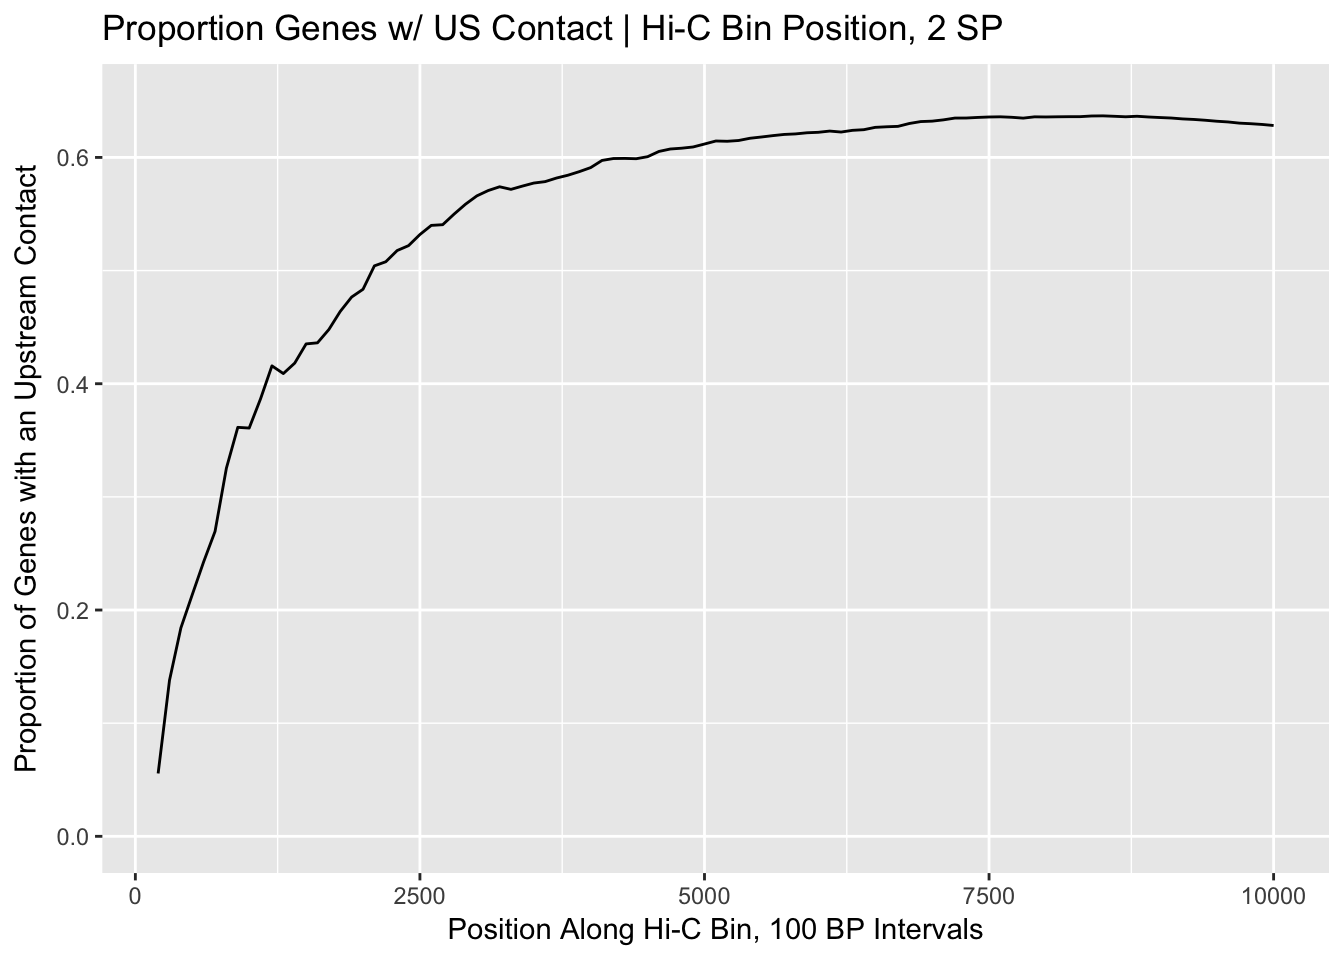 Proportion Genes w/ US Contact | Hi-C Bin Position, 2 SP
Proportion of Genes with an Upstream Contact
0.6
0.4
0.2
0.0
0 2500 5000 7500 10000
Position Along Hi-C Bin, 100 BP Intervals